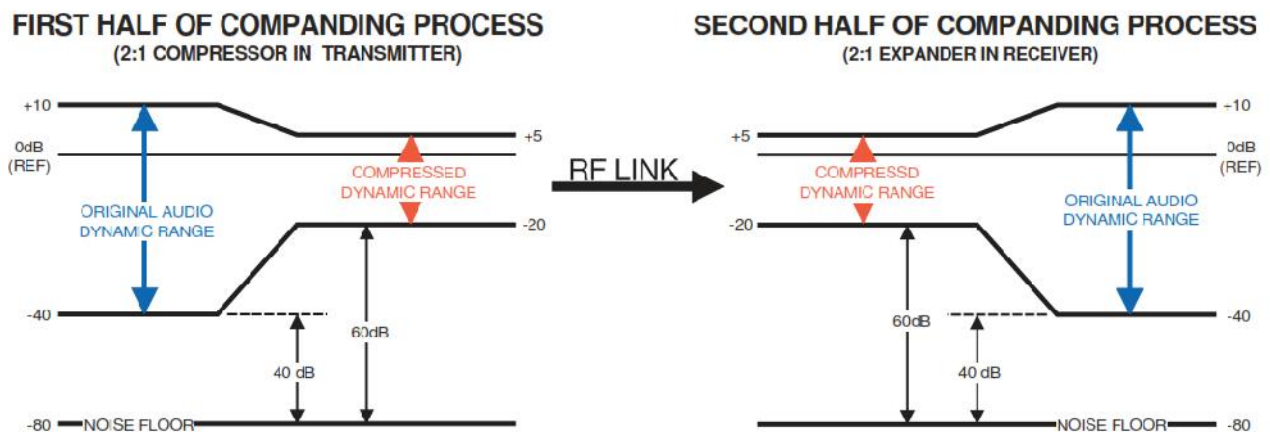 FIRST HALF OF COMPANDING PROCESS
(2:1 COMPRESSOR IN TRANSMITTER)
+10
0dB
(REF)
ORIGINAL AUDIO
DYNAMIC RANGE
-40
-80
NOISE FLOOR
+5
COMPRESSED
DYNAMIC RANGE
-20
60dB
40 dB
RF LINK
SECOND HALF OF COMPANDING PROCESS
(2:1 EXPANDER IN RECEIVER)
+5
COMPRESSD
DYNAMIC RANGE
-20
60dB
40 dB
+10
0dB
(REF)
ORIGINAL AUDIO
DYNAMIC RANGE
-40
NOISE FLOOR
-80